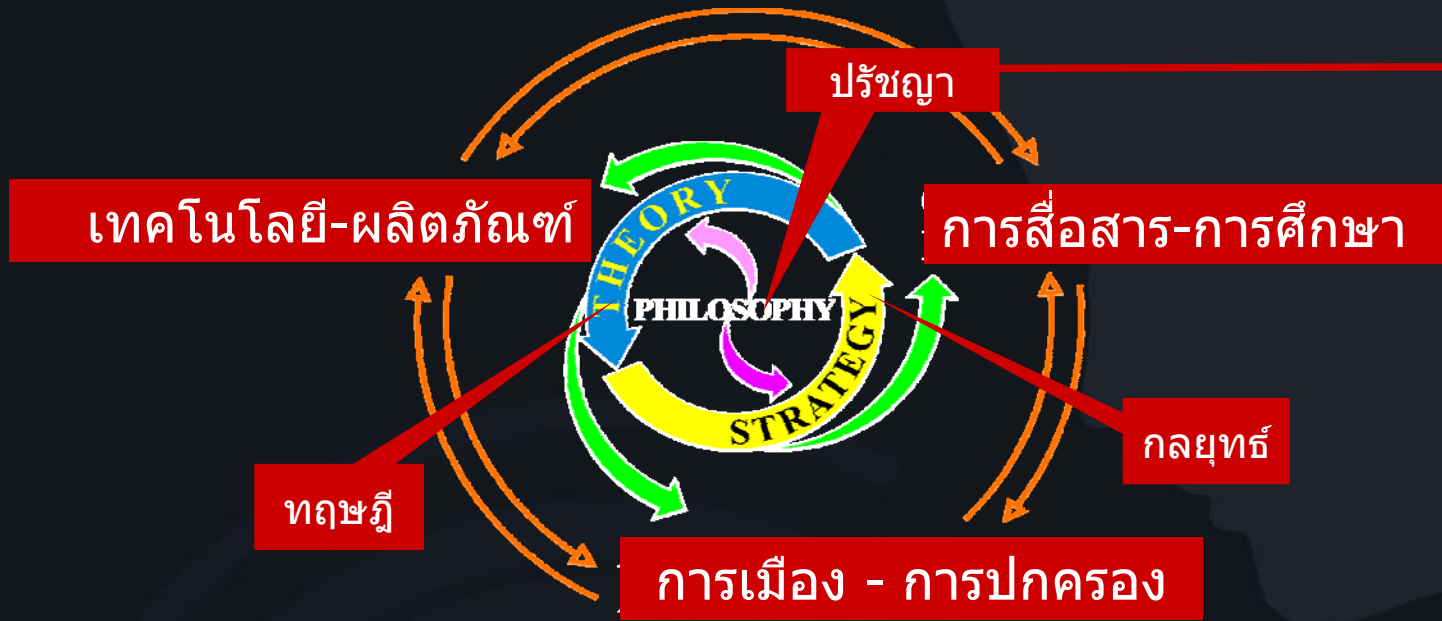 ปรัชญา
เทคโนโลยี-ผลิตภัณฑ์
THEORY
การสื่อสาร-การศึกษา
PHILOSOPHY
STRATEGY
กลยุทธ์
ทฤษฎี
การเมือง - การปกครอง